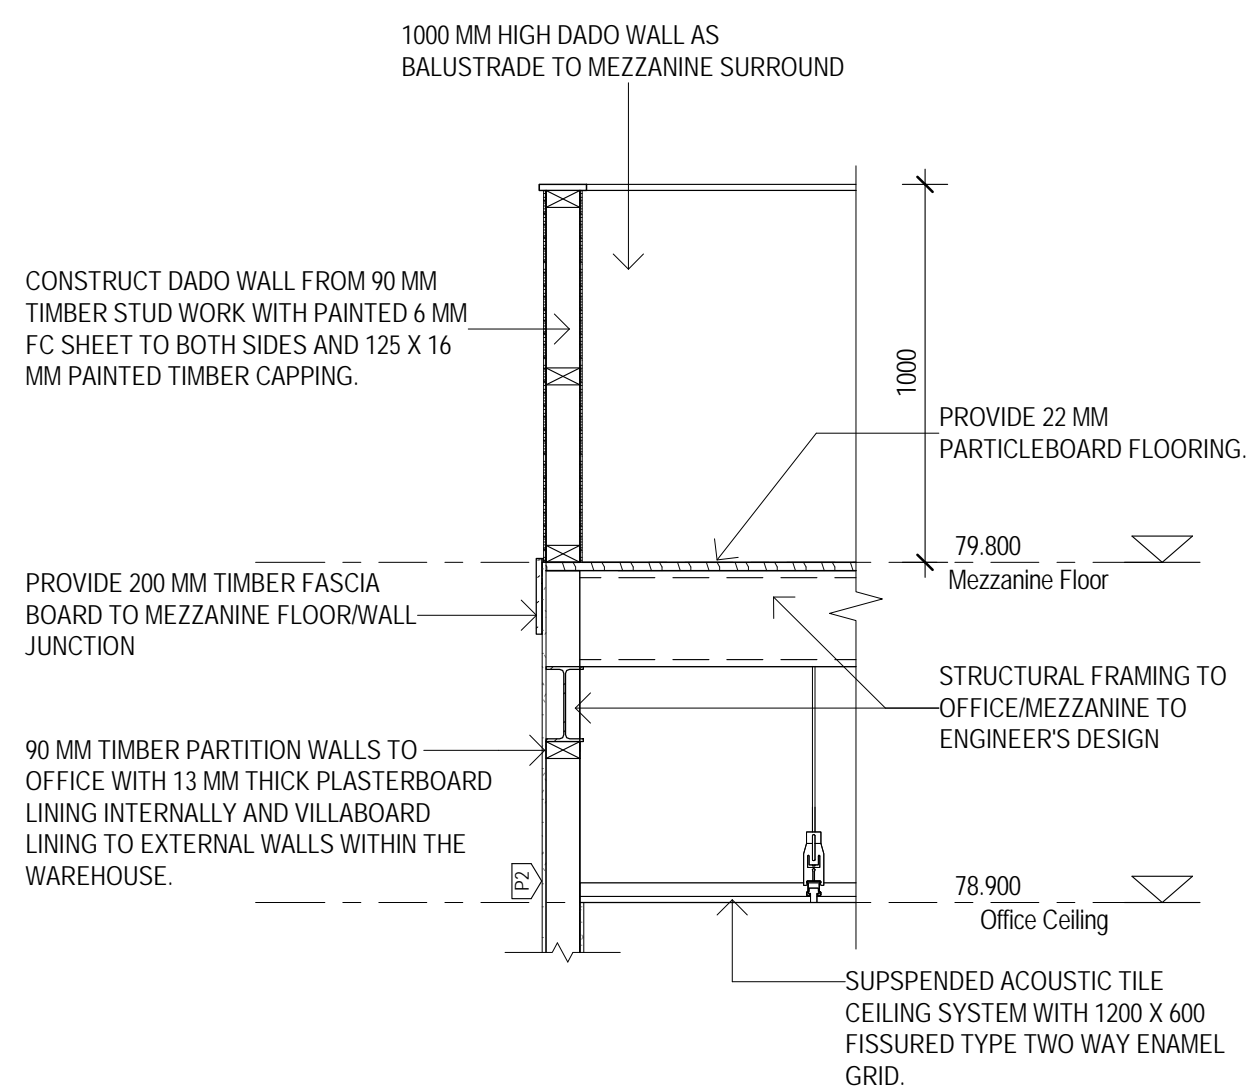 1000 MM HIGH DADO WALL AS
BALUSTRADE TO MEZZANINE SURROUND
CONSTRUCT DADO WALL FROM 90 MM
TIMBER STUD WORK WITH PAINTED 6 MM
FC SHEET TO BOTH SIDES AND 125 X 16
MM PAINTED TIMBER CAPPING.
1000
PROVIDE 22 MM
PARTICLEBOARD FLOORING.
79.800
Mezzanine Floor
PROVIDE 200 MM TIMBER FASCIA
BOARD TO MEZZANINE FLOOR/WALL
JUNCTION
STRUCTURAL FRAMING TO
OFFICE/MEZZANINE TO
ENGINEER'S DESIGN
90 MM TIMBER PARTITION WALLS TO
OFFICE WITH 13 MM THICK PLASTERBOARD
LINING INTERNALLY AND VILLABOARD
LINING TO EXTERNAL WALLS WITHIN THE
WAREHOUSE.
P2
78.900
Office Ceiling
SUPSPENDED ACOUSTIC TILE
CEILING SYSTEM WITH 1200 X 600
FISSURED TYPE TWO WAY ENAMEL
GRID.